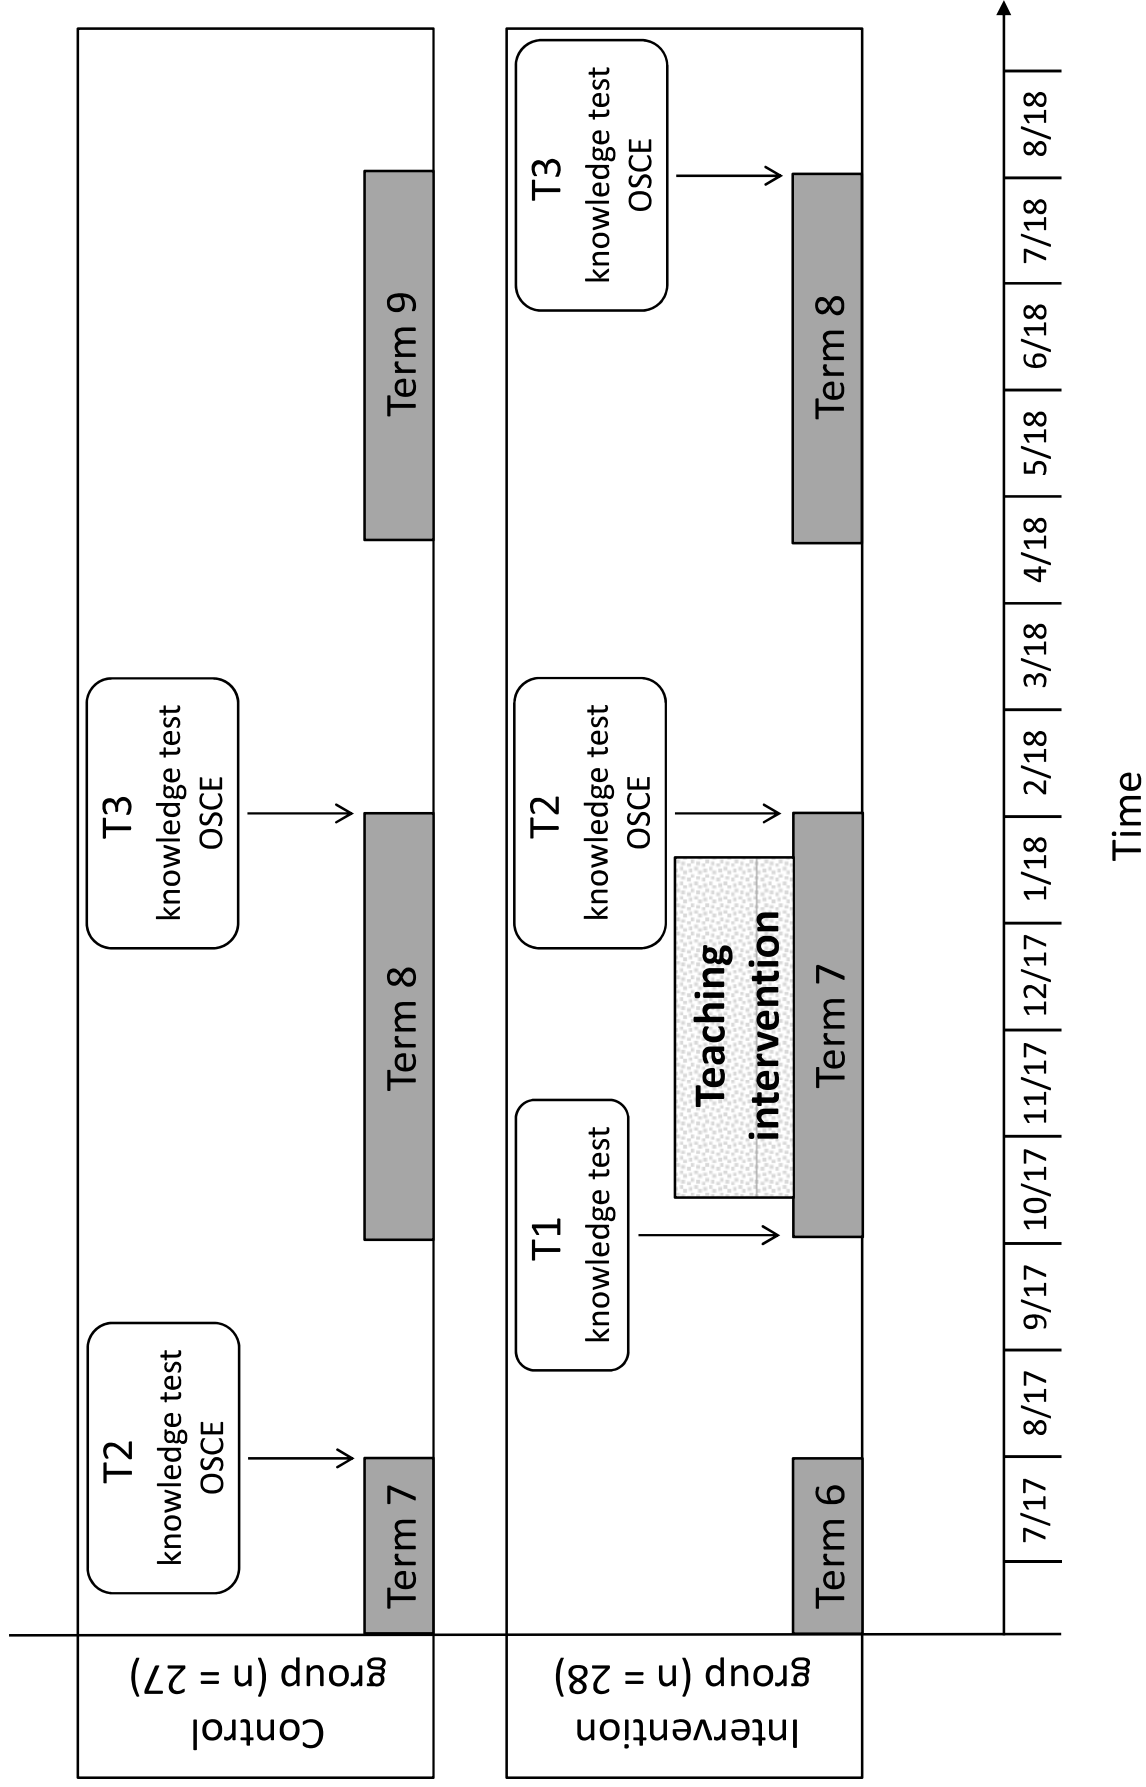 Control
group (n = 27)
T2
knowledge test
OSCE
Term 7
T3
knowledge test
OSCE
Term 8
Term 9
Intervention
group (n = 28)
Term 6
T1
knowledge test
Teaching
intervention
Term 7
T2
knowledge test
OSCE
T3
knowledge test
OSCE
Term 8
7/17
8/17
9/17
10/17
11/17
12/17
1/18
2/18
3/18
4/18
5/18
6/18
7/18
8/18
Time